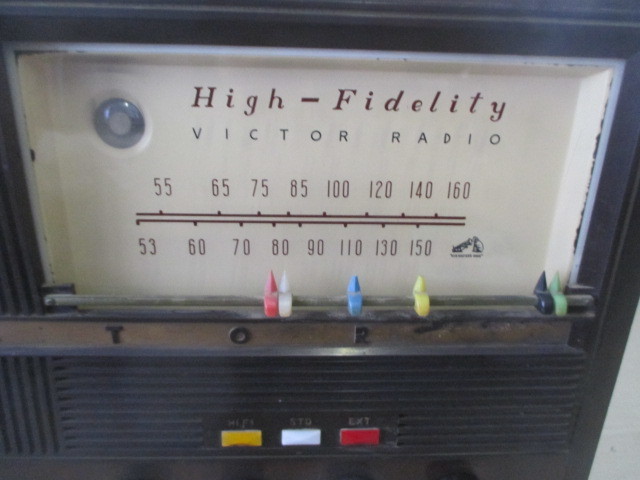 High-Fidelity
VICTOR RADIO
55 65 75 85 100 120 140 160
53 60 70 80 90 110 130 150
T O R
HI FI STD EXT